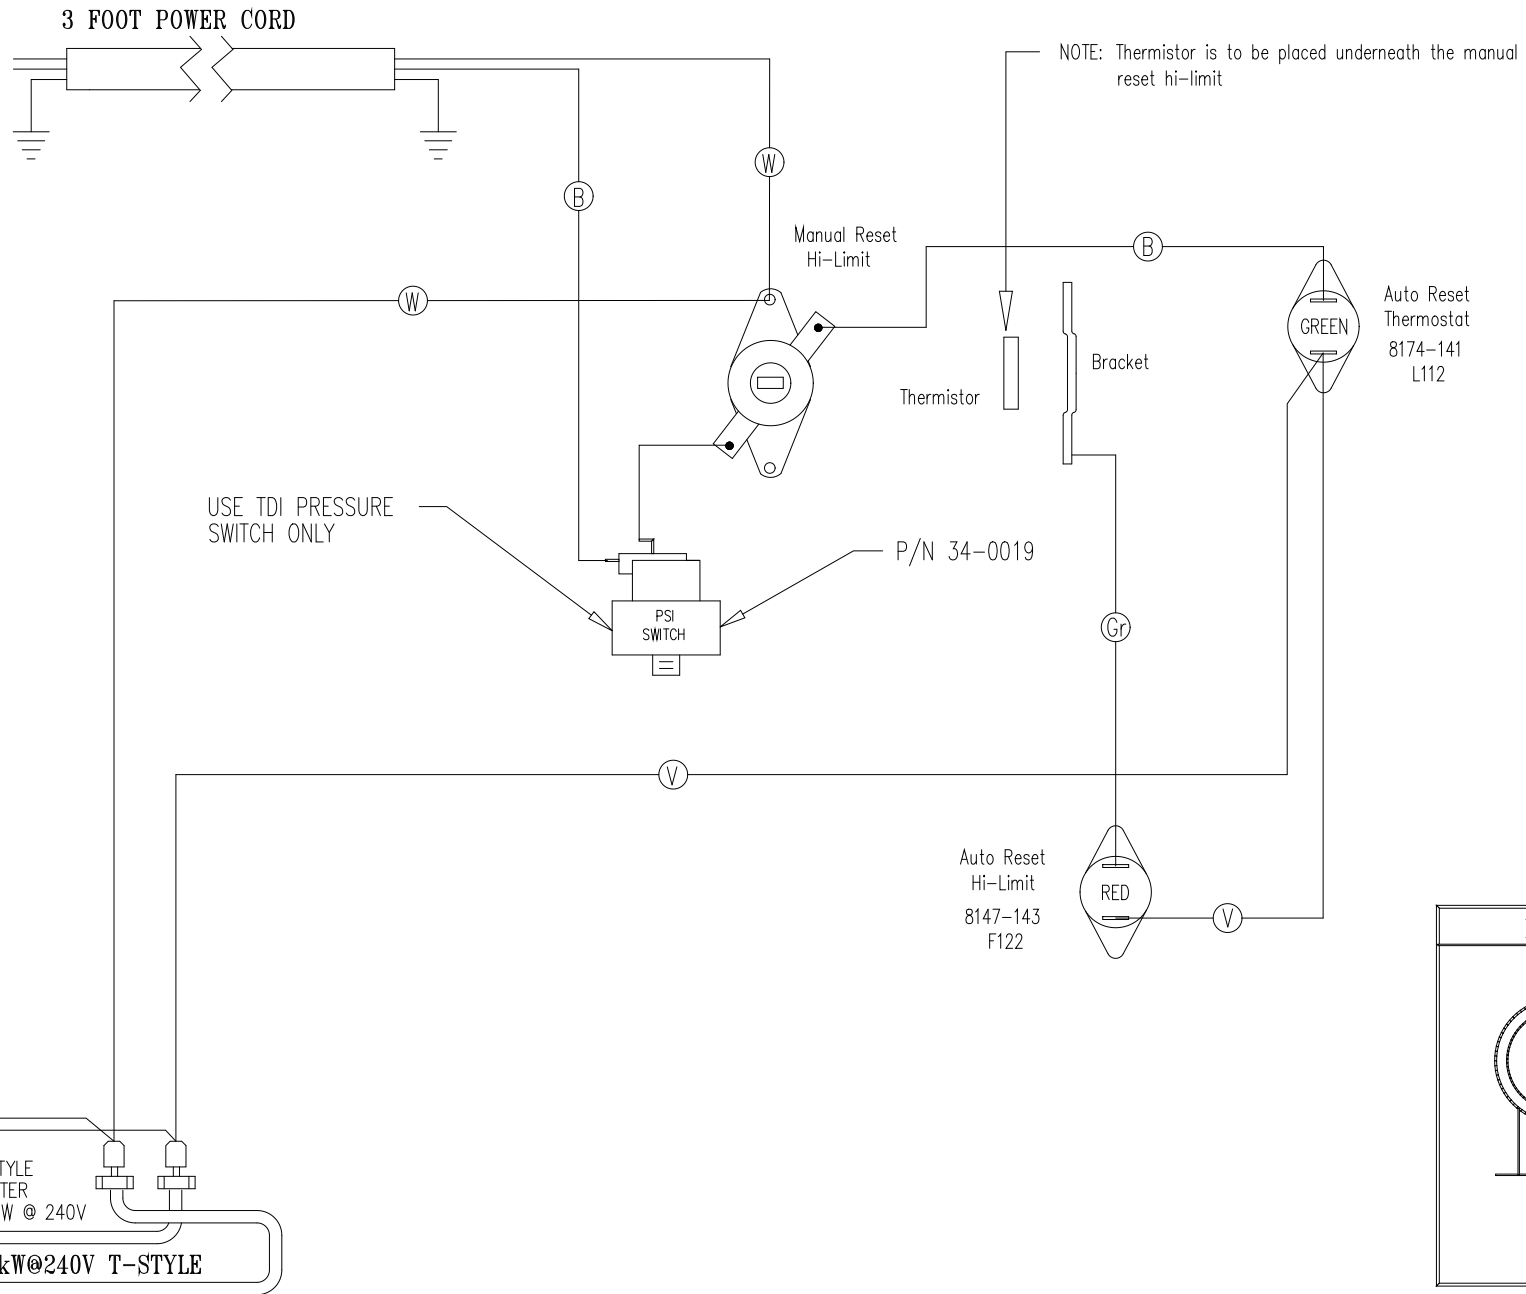 3 FOOT POWER CORD
NOTE: Thermistor is to be placed underneath the manual
reset hi-limit
W
B
Manual Reset
Hi-Limit
B
W
GREEN
Auto Reset
Thermostat
8174-141
L112
Bracket
Thermistor
USE TDI PRESSURE
SWITCH ONLY
P/N 34-0019
PSI
SWITCH
Gr
V
Auto Reset
Hi-Limit
8147-143
F122
RED
V
TYLE
TER
W @ 240V
kW@240V T-STYLE